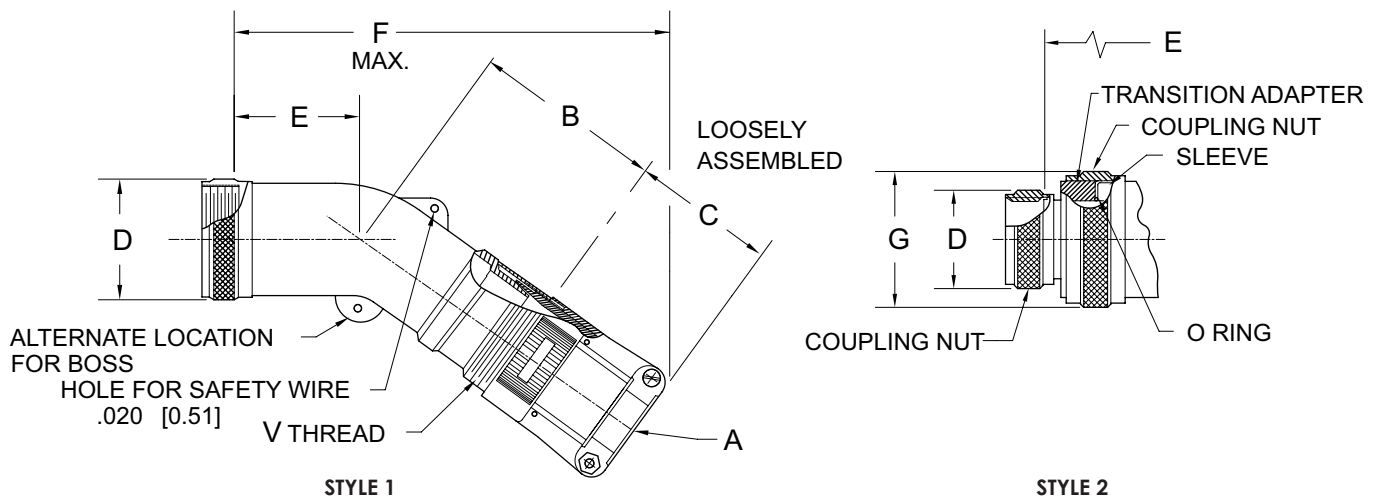 F
MAX.
E
B
LOOSELY
ASSEMBLED
C
D
ALTERNATE LOCATION
FOR BOSS
HOLE FOR SAFETY WIRE
.020 [0.51]
V THREAD
A
STYLE 1
E
TRANSITION ADAPTER
COUPLING NUT
SLEEVE
G
D
O RING
COUPLING NUT
STYLE 2